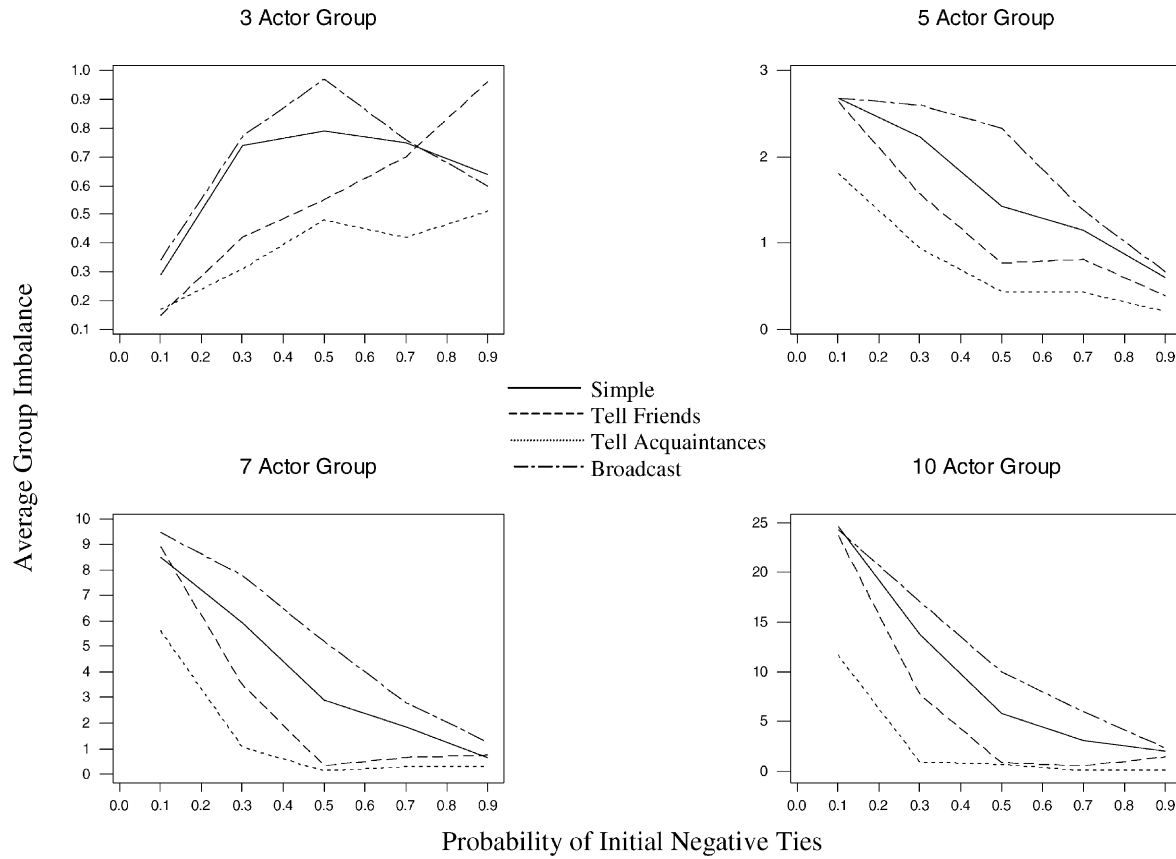 3 Actor Group
5 Actor Group
1.0
0.9
0.8
0.7
0.6
0.5
0.4
0.3
0.2
0.1
0.0 0.1 0.2 0.3 0.4 0.5 0.6 0.7 0.8 0.9
3
2
1
0
0.0 0.1 0.2 0.3 0.4 0.5 0.6 0.7 0.8 0.9
Average Group Imbalance
Simple
Tell Friends
Tell Acquaintances
Broadcast
7 Actor Group
10 Actor Group
10
9
8
7
6
5
4
3
2
1
0
0.0 0.1 0.2 0.3 0.4 0.5 0.6 0.7 0.8 0.9
25
20
15
10
5
0
0.0 0.1 0.2 0.3 0.4 0.5 0.6 0.7 0.8 0.9
Probability of Initial Negative Ties